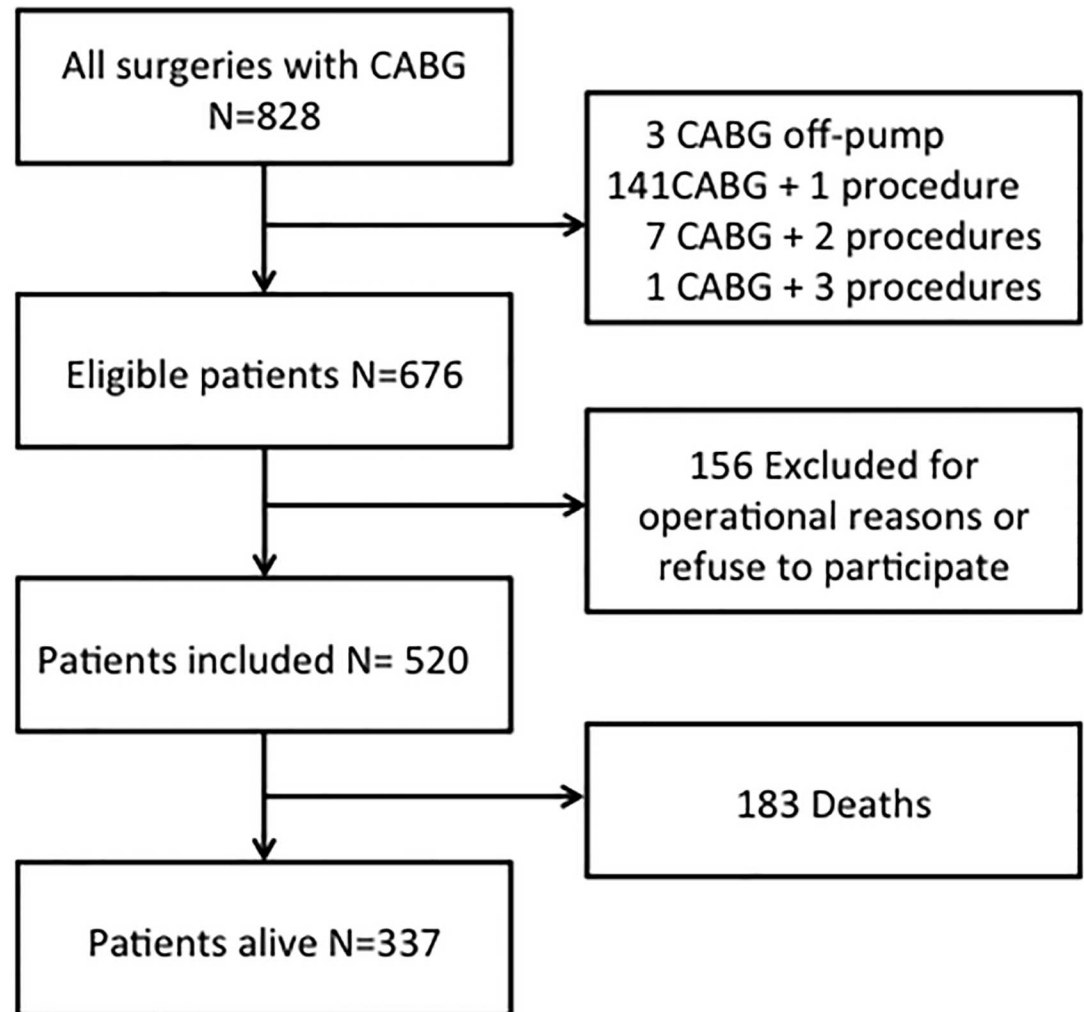 All surgeries with CABG
N=828
3 CABG off-pump
141CABG + 1 procedure
7 CABG + 2 procedures
1 CABG + 3 procedures
Eligible patients N=676
156 Excluded for
operational reasons or
refuse to participate
Patients included N= 520
183 Deaths
Patients alive N=337